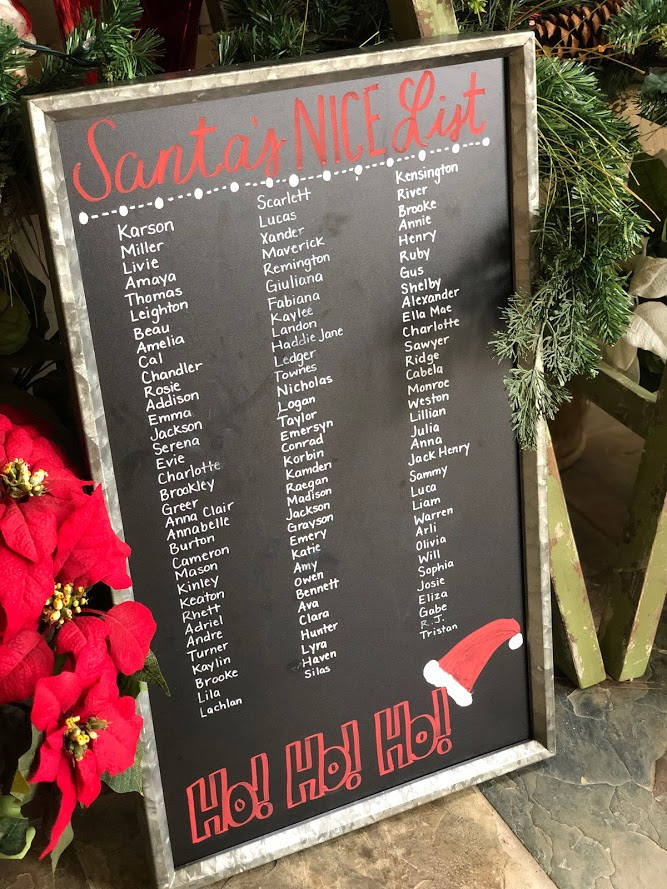 Santa's NICE List
Karson
Miller
Livie
Amaya
Thomas
Leighton
Beau
Amelia
Cal
Chandler
Rosie
Addison
Emma
Jackson
Serena
Evie
Charlotte
Brookley
Greer
Anna Clair
Annabelle
Burton
Cameron
Mason
Kinley
Keaton
Rhett
Adriel
Andre
Turner
Kaylin
Brooke
Lila
Lachlan
Scarlett
Lucas
Xander
Maverick
Remington
Giuliana
Fabiana
Kaylee
Landon
Haddie Jane
Ledger
Townes
Nicholas
Logan
Taylor
Emersyn
Conrad
Korbin
Kamden
Raegan
Madison
Jackson
Grayson
Emery
Katie
Amy
Owen
Bennett
Ava
Clara
Hunter
Lyra
Haven
Silas
Kensington
River
Brooke
Annie
Henry
Ruby
Gus
Shelby
Alexander
Ella Mae
Charlotte
Sawyer
Ridge
Cabela
Monroe
Weston
Lillian
Julia
Anna
Jack Henry
Sammy
Luca
Liam
Warren
Arli
Olivia
Will
Sophia
Josie
Eliza
Gabe
R.J.
Tristan
Ho! Ho! Ho!